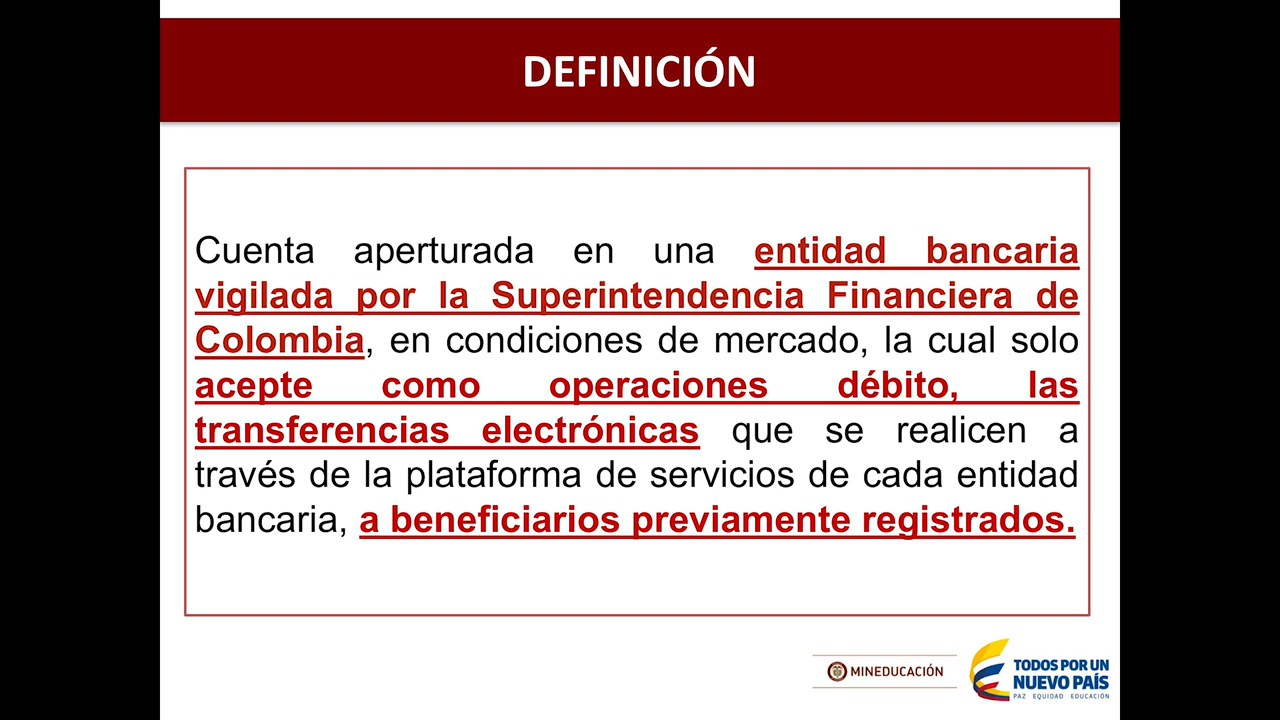 DEFINICIÓN
Cuenta aperturada en una entidad bancaria
vigilada por la Superintendencia Financiera de
Colombia, en condiciones de mercado, la cual solo
acepte como operaciones débito, las
transferencias electrónicas que se realicen a
través de la plataforma de servicios de cada entidad
bancaria, a beneficiarios previamente registrados.
MINEDUCACIÓN
TODOS POR UN
NUEVO PAÍS
PAZ EQUIDAD EDUCACIÓN